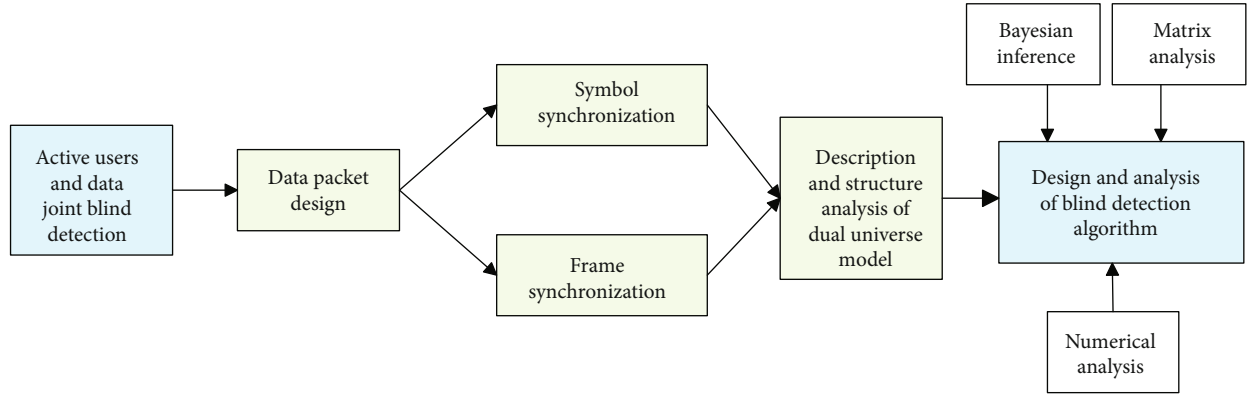 Active users
and data
joint blind
detection
Data packet
design
Symbol
synchronization
Frame
synchronization
Description
and structure
analysis of
dual universe
model
Bayesian
inference
Matrix
analysis
Design and analysis
of blind detection
algorithm
Numerical
analysis